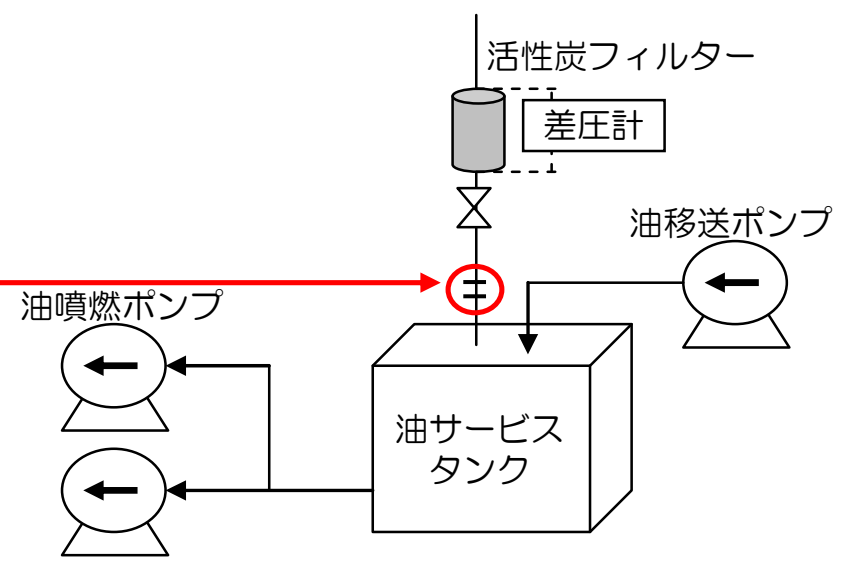 活性炭フィルター
差圧計
油移送ポンプ
油噴燃ポンプ
油サービス
タンク